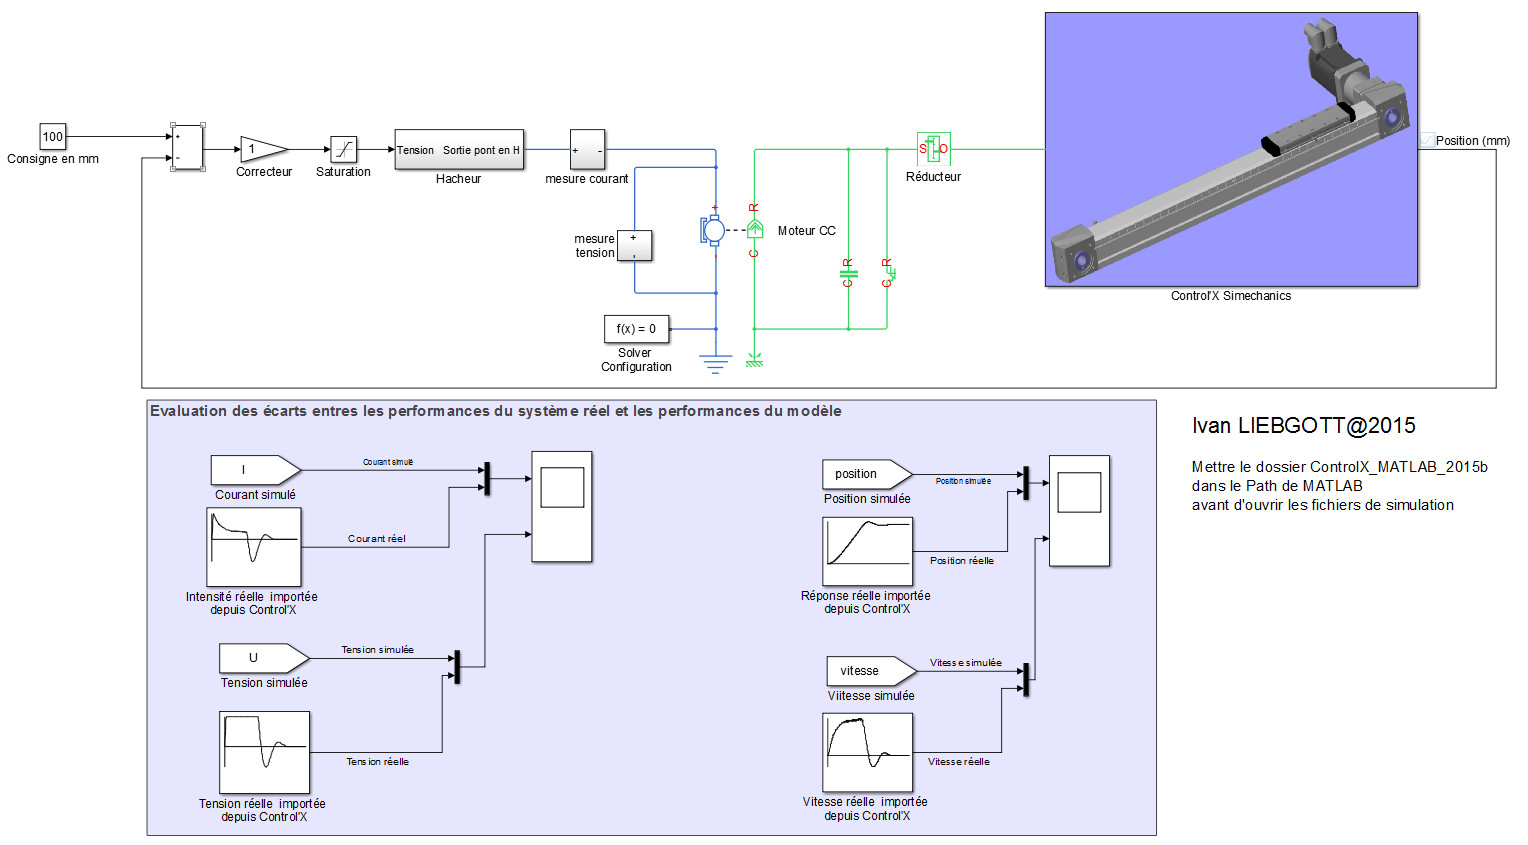 100
Consigne en mm
+
-
1
Correcteur
Saturation
Tension Sortie pont en H
Hacheur
+ -
mesure courant
mesure
tension
+
-
+
-
R
C
Moteur CC
R
C
R
C
S O
Réducteur
Control'X Simechanics
Position (mm)
f(x) = 0
Solver
Configuration
Evaluation des écarts entres les performances du système réel et les performances du modèle
I
Courant simulé
Courant simulé
Courant réel
Intensité réelle importée
depuis Control'X
U
Tension simulée
Tension simulée
Tension réelle
Tension réelle importée
depuis Control'X
position
Position simulée
Position simulée
Position réelle
Réponse réelle importée
depuis Control'X
vitesse
Vitesse simulée
Viitesse simulée
Vitesse réelle
Vitesse réelle importée
depuis Control'X
Ivan LIEBGOTT@2015
Mettre le dossier ControlX_MATLAB_2015b
dans le Path de MATLAB
avant d'ouvrir les fichiers de simulation